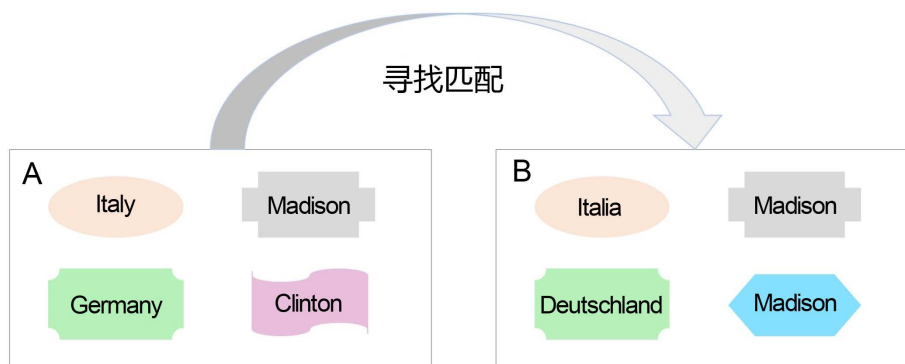 寻找匹配
A
Italy
Madison
Germany
Clinton
B
Italia
Madison
Deutschland
Madison